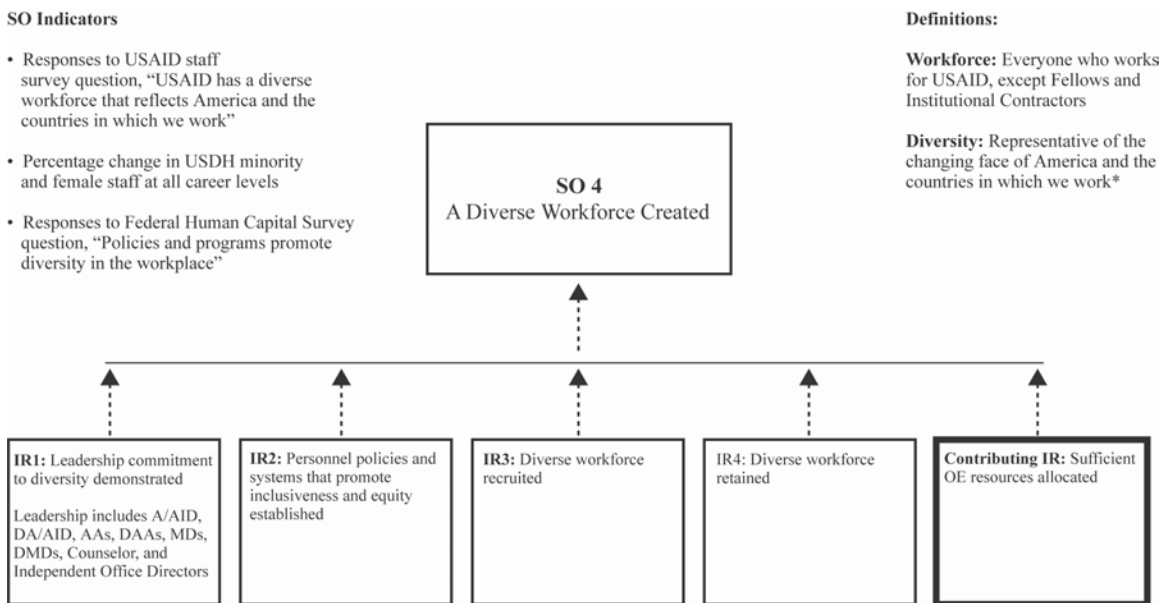 SO Indicators
• Responses to USAID staff
survey question, “USAID has a diverse
workforce that reflects America and the
countries in which we work”
• Percentage change in USDH minority
and female staff at all career levels
• Responses to Federal Human Capital Survey
question, “Policies and programs promote
diversity in the workplace”
Definitions:
Workforce: Everyone who works
for USAID, except Fellows and
Institutional Contractors
Diversity: Representative of the
changing face of America and the
countries in which we work*
SO 4
A Diverse Workforce Created
IR1: Leadership commitment
to diversity demonstrated
Leadership includes A/AID,
DA/AID, AAs, DAAs, MDs,
DMDs, Counselor, and
Independent Office Directors
IR2: Personnel policies and
systems that promote
inclusiveness and equity
established
IR3: Diverse workforce
recruited
IR4: Diverse workforce
retained
Contributing IR: Sufficient
OE resources allocated